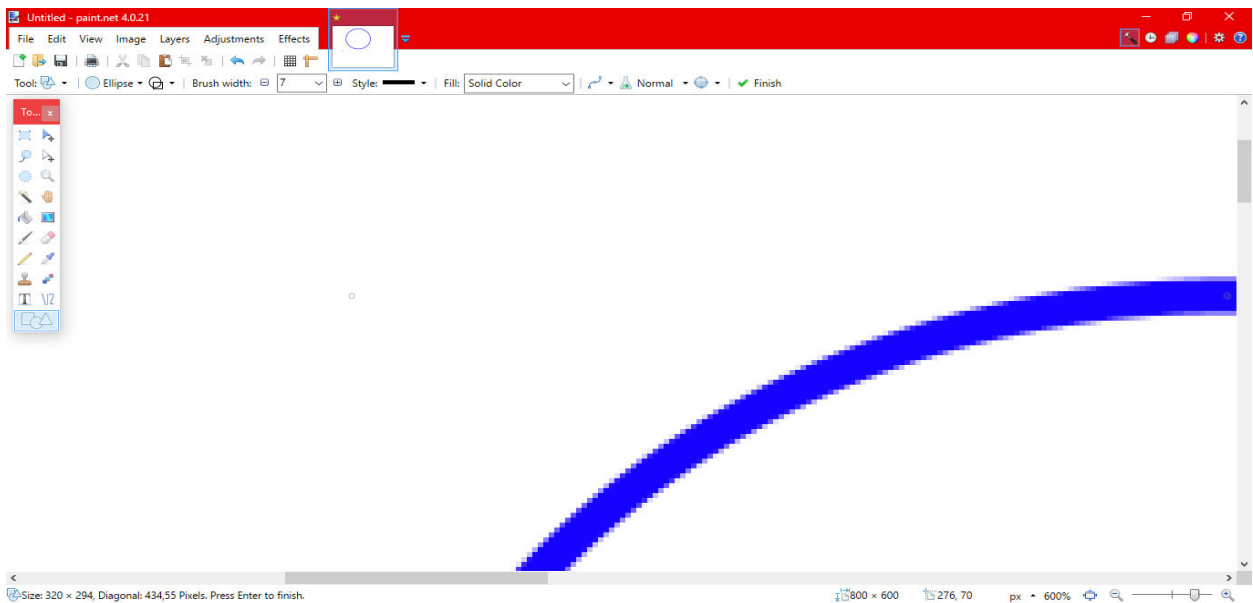 Untitled - paint.net 4.0.21
File Edit View Image Layers Adjustments Effects
Tool: Ellipse Brush width: 7 Style: Fill: Solid Color Normal Finish
To...
Size: 320 × 294, Diagonal: 434,55 Pixels. Press Enter to finish. 800 × 600 276, 70 px 600%